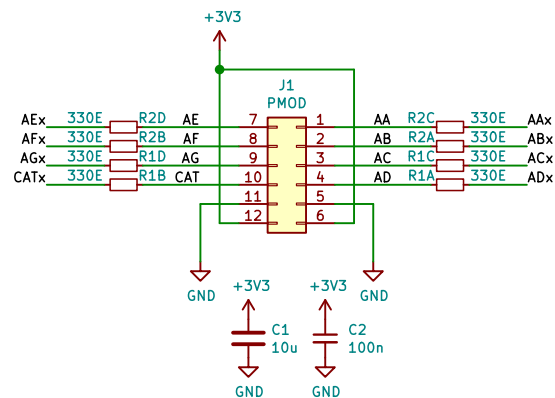 +3V3
J1
PMOD
AEx 330E R2D AE 7 1 AA R2C 330E AAx
AFx 330E R2B AF 8 2 AB R2A 330E ABx
AGx 330E R1D AG 9 3 AC R1C 330E ACx
CATx 330E R1B CAT 10 4 AD R1A 330E ADx
11 5
12 6
GND GND
+3V3 +3V3
C1 C2
10u 100n
GND GND